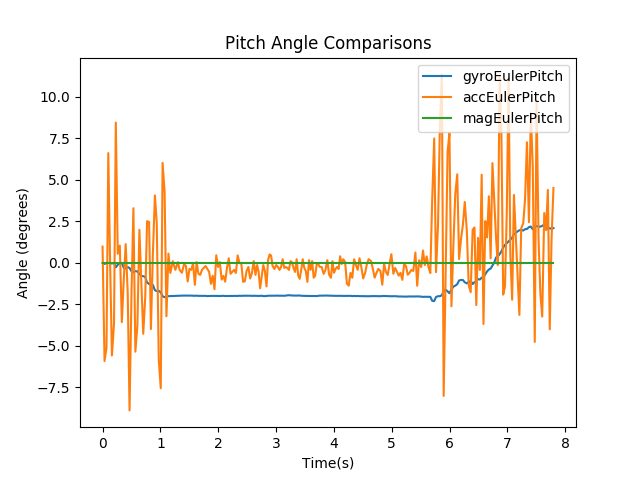 Pitch Angle Comparisons
gyroEulerPitch
accEulerPitch
magEulerPitch
10.0
7.5
5.0
2.5
0.0
−2.5
−5.0
−7.5
Angle (degrees)
0 1 2 3 4 5 6 7 8
Time(s)